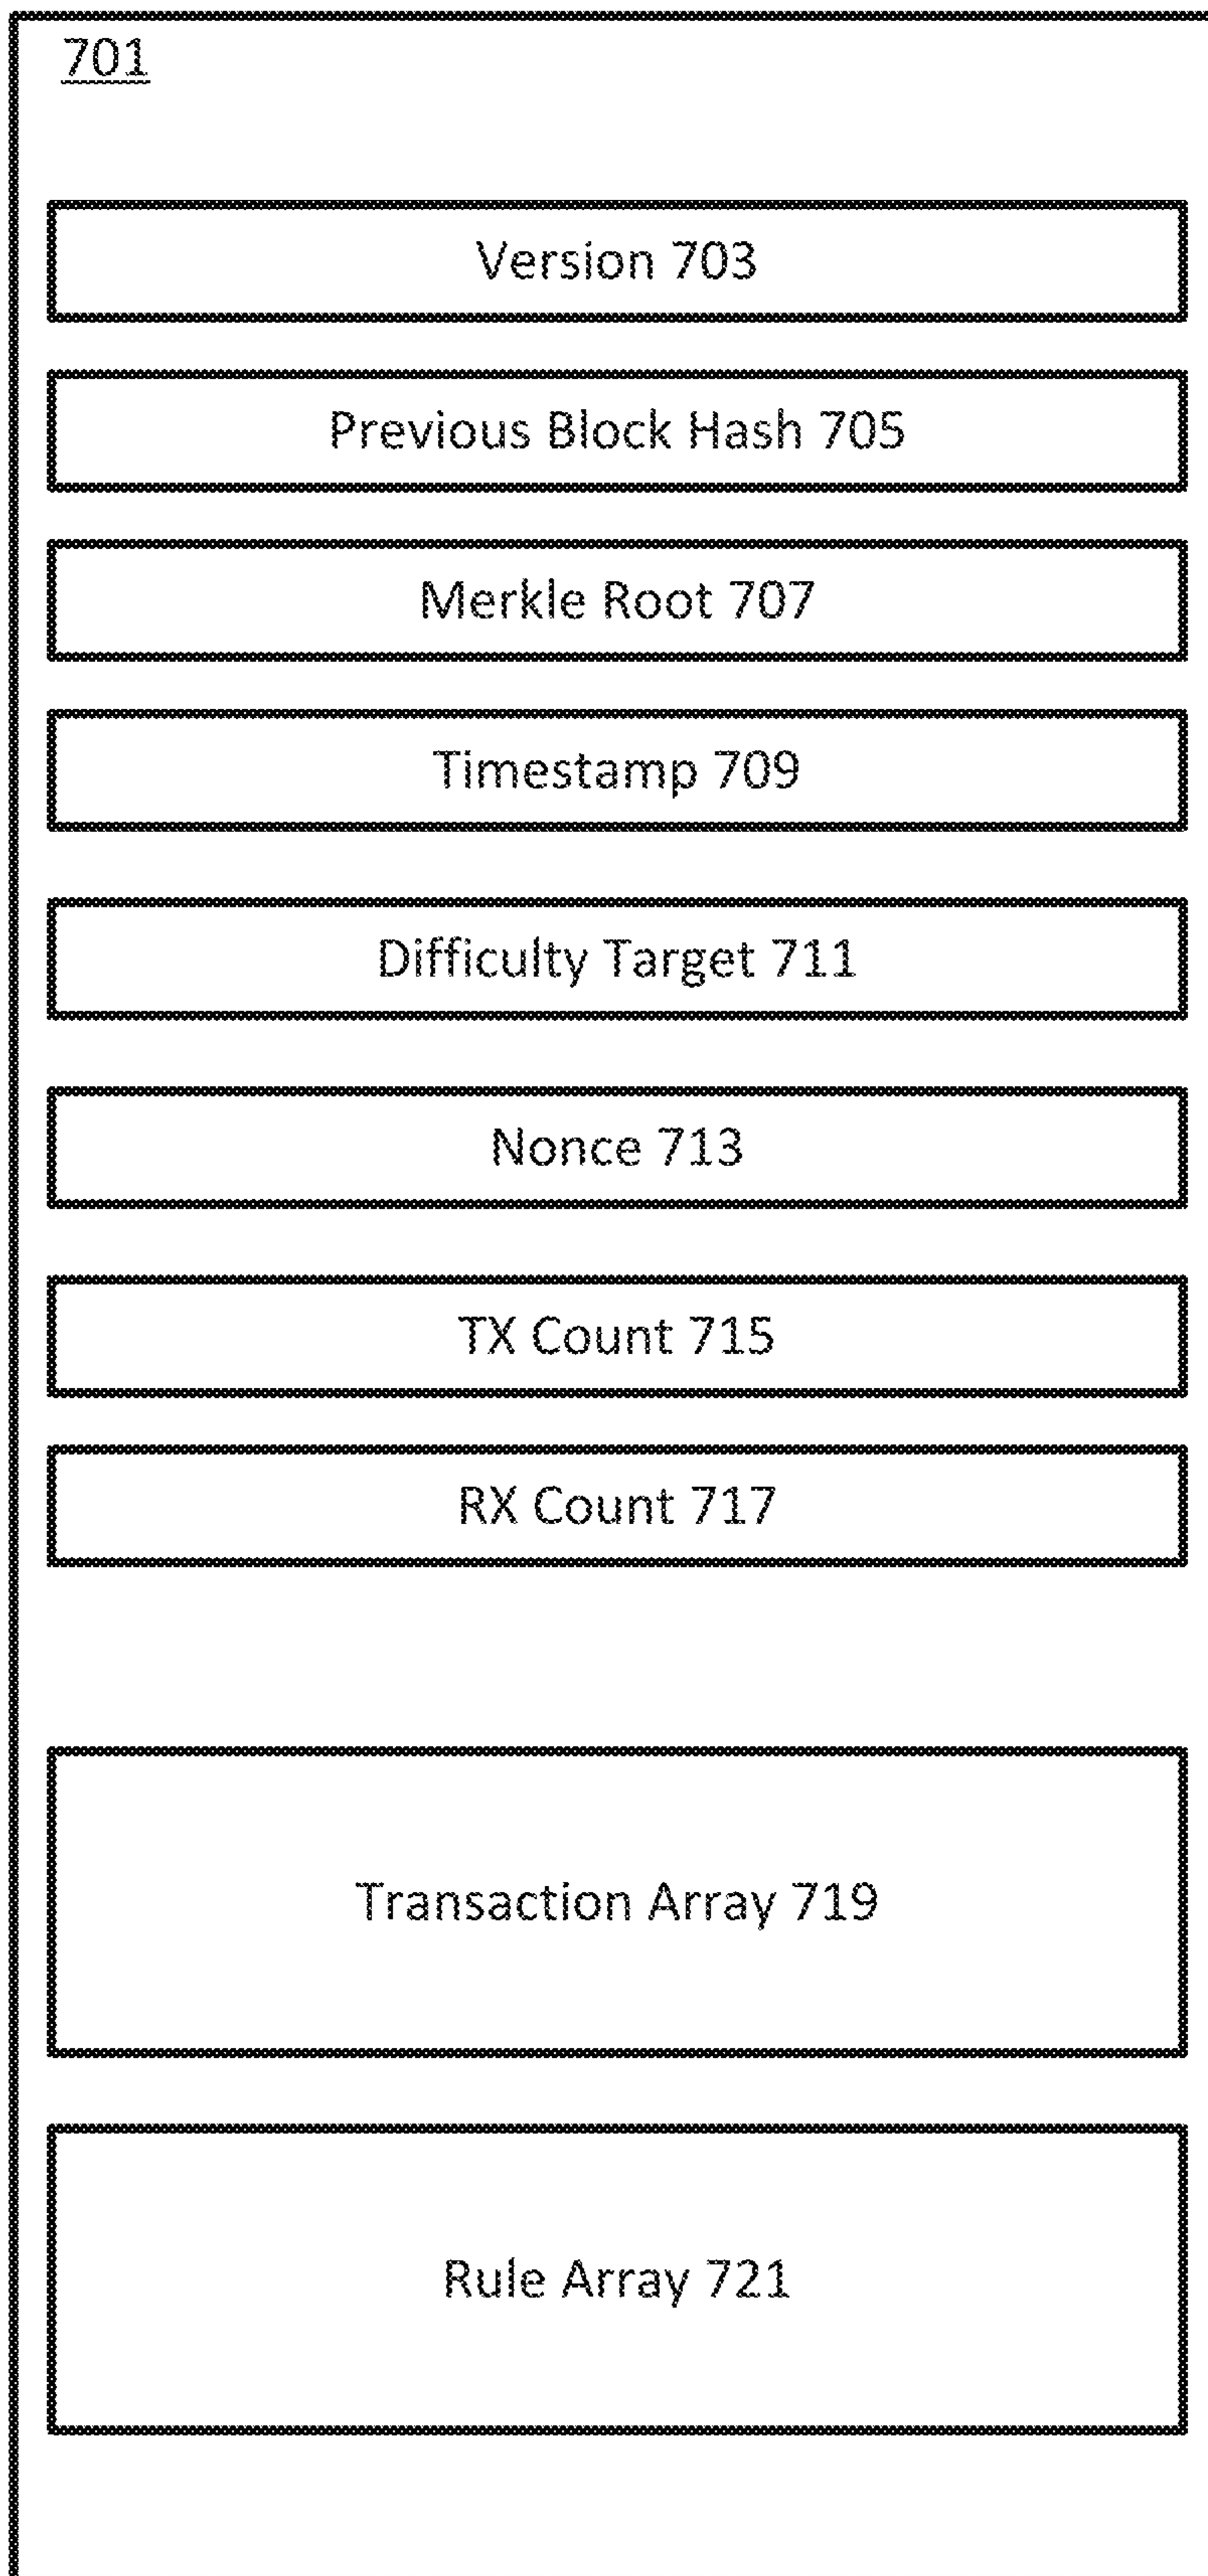 701
Version 703
Previous Block Hash 705
Merkle Root 707
Timestamp 709
Difficulty Target 711
Nonce 713
TX Count 715
RX Count 717
Transaction Array 719
Rule Array 721